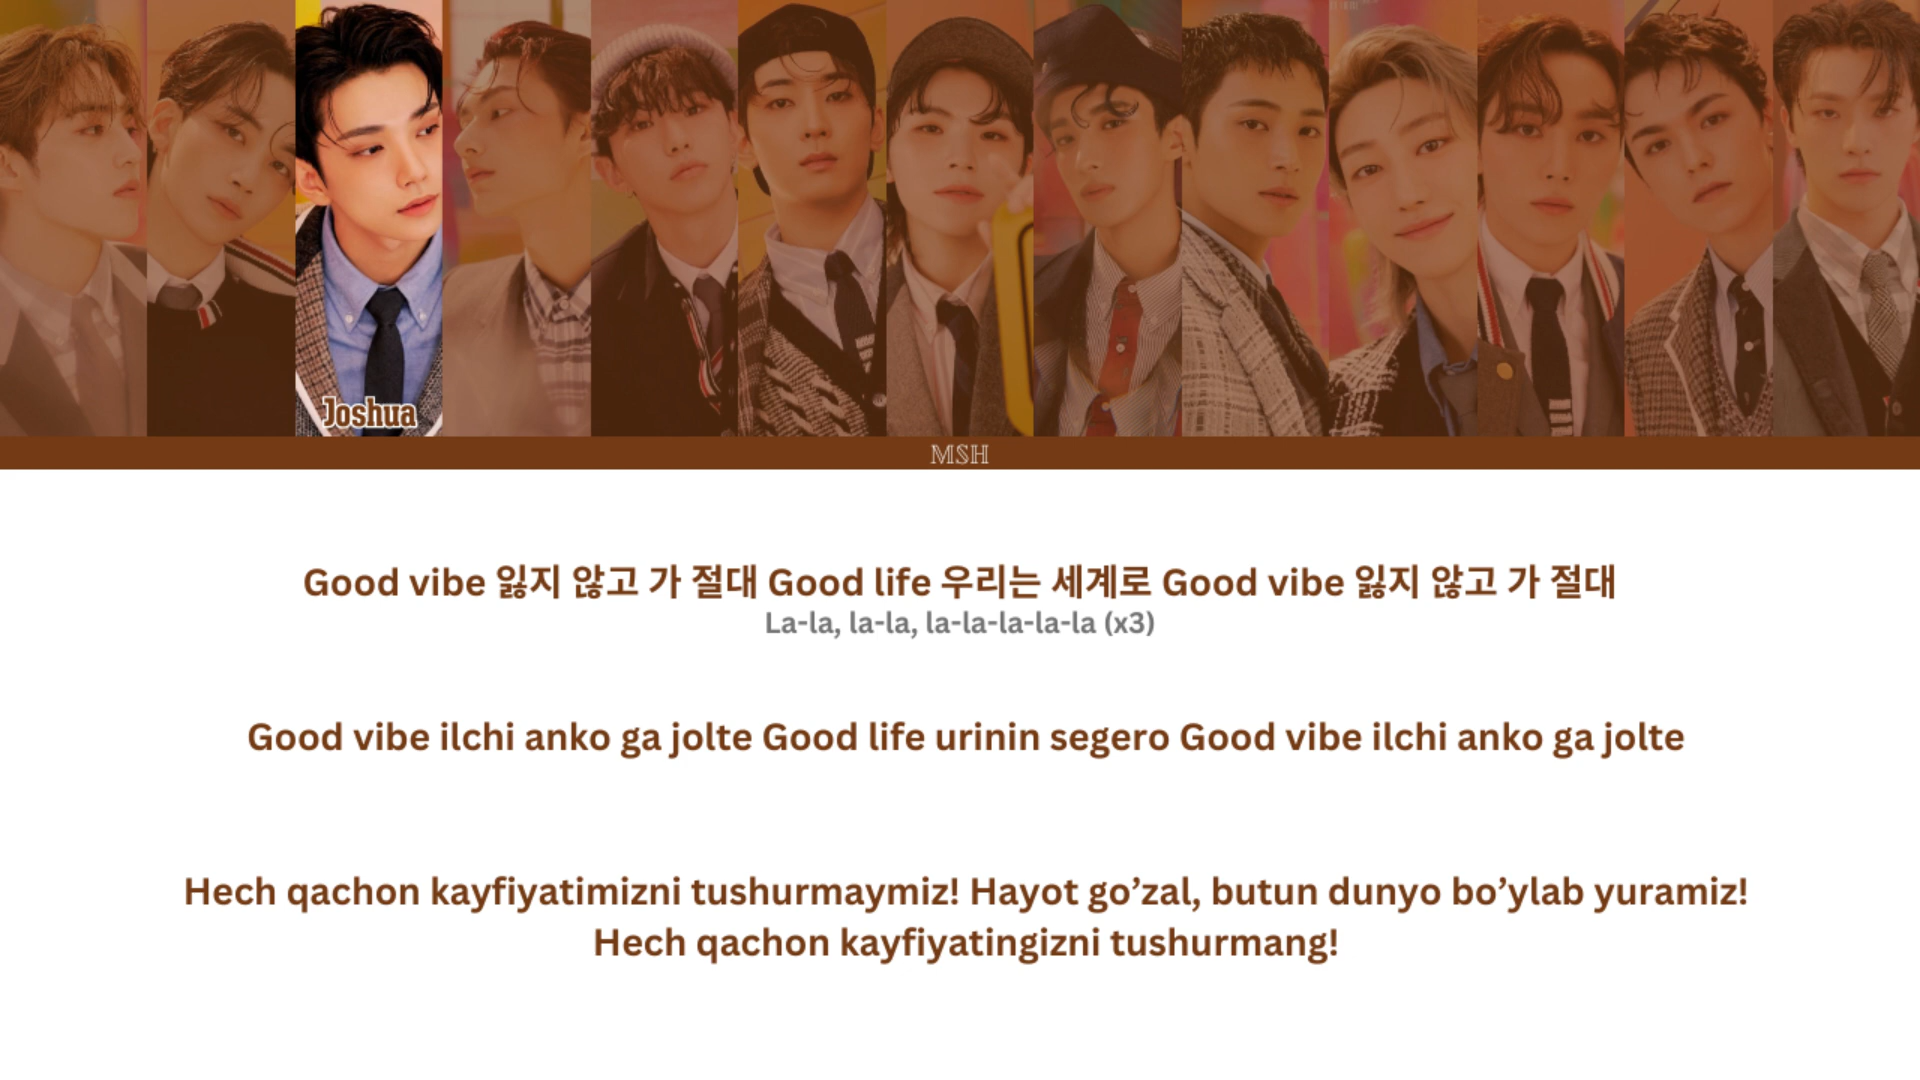 Joshua
MSH
Good vibe 잃지 않고 가 절대 Good life 우리는 세계로 Good vibe 잃지 않고 가 절대
La-la, la-la, la-la-la-la-la (x3)
Good vibe ilchi anko ga jolte Good life urinin segero Good vibe ilchi anko ga jolte
Hech qachon kayfiyatimizni tushurmaymiz! Hayot go’zal, butun dunyo bo’ylab yuramiz!
Hech qachon kayfiyatingizni tushurmang!